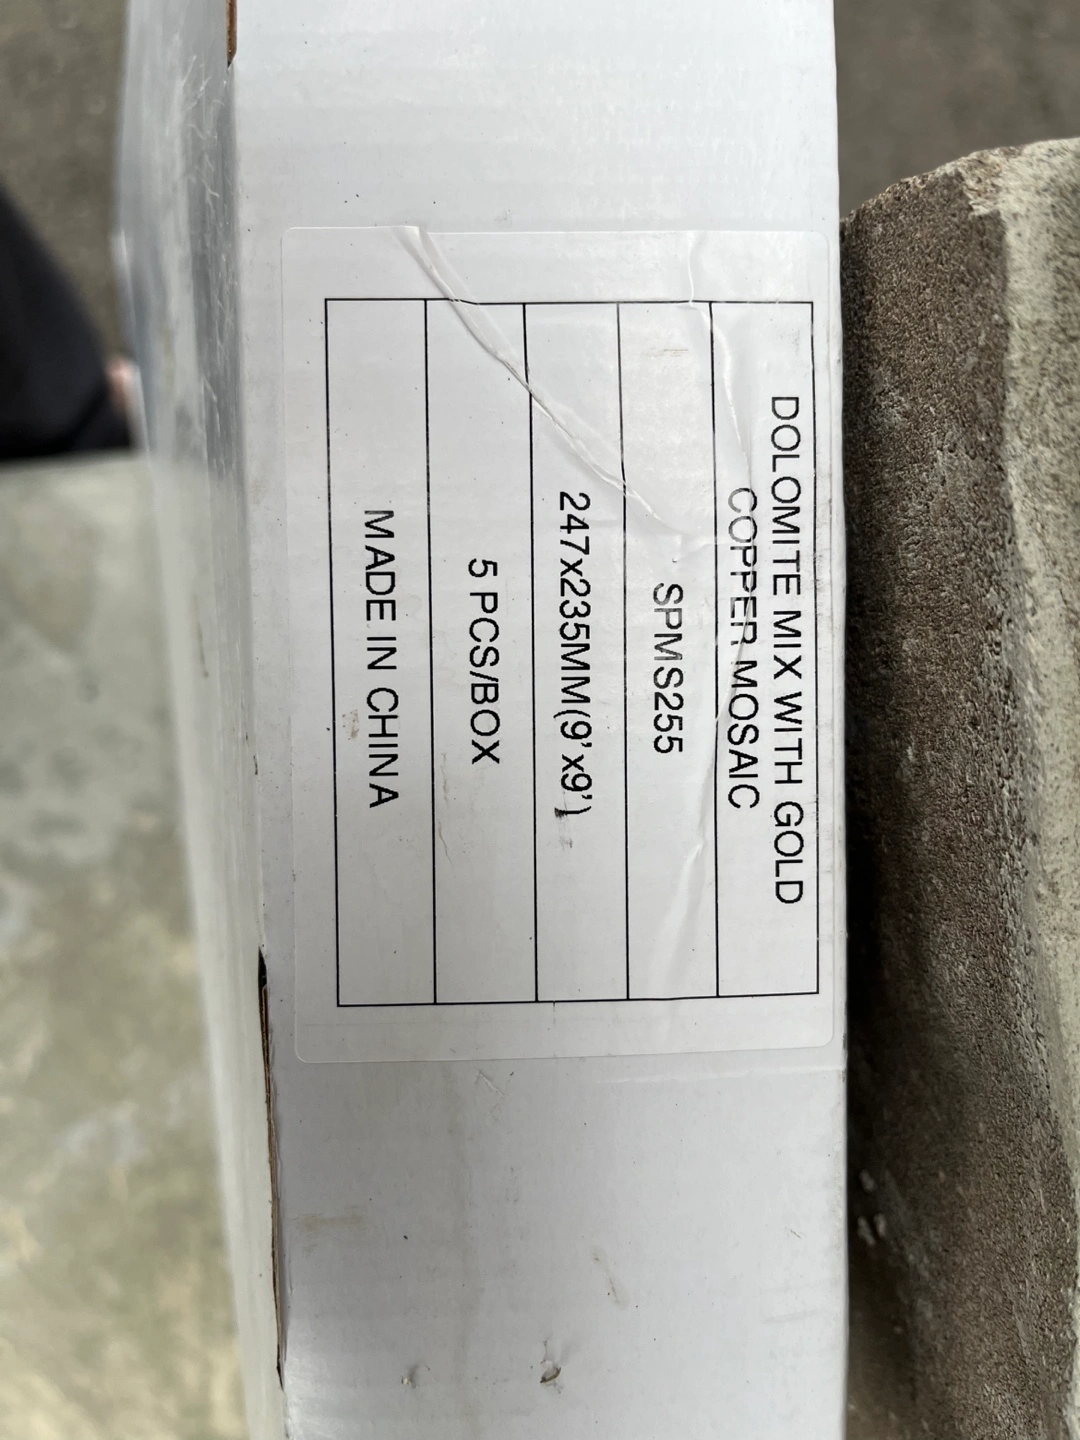 DOLOMITE MIX WITH GOLD
COPPER MOSAIC
SPMS255
247x235MM(9'x9')
5 PCS/BOX
MADE IN CHINA